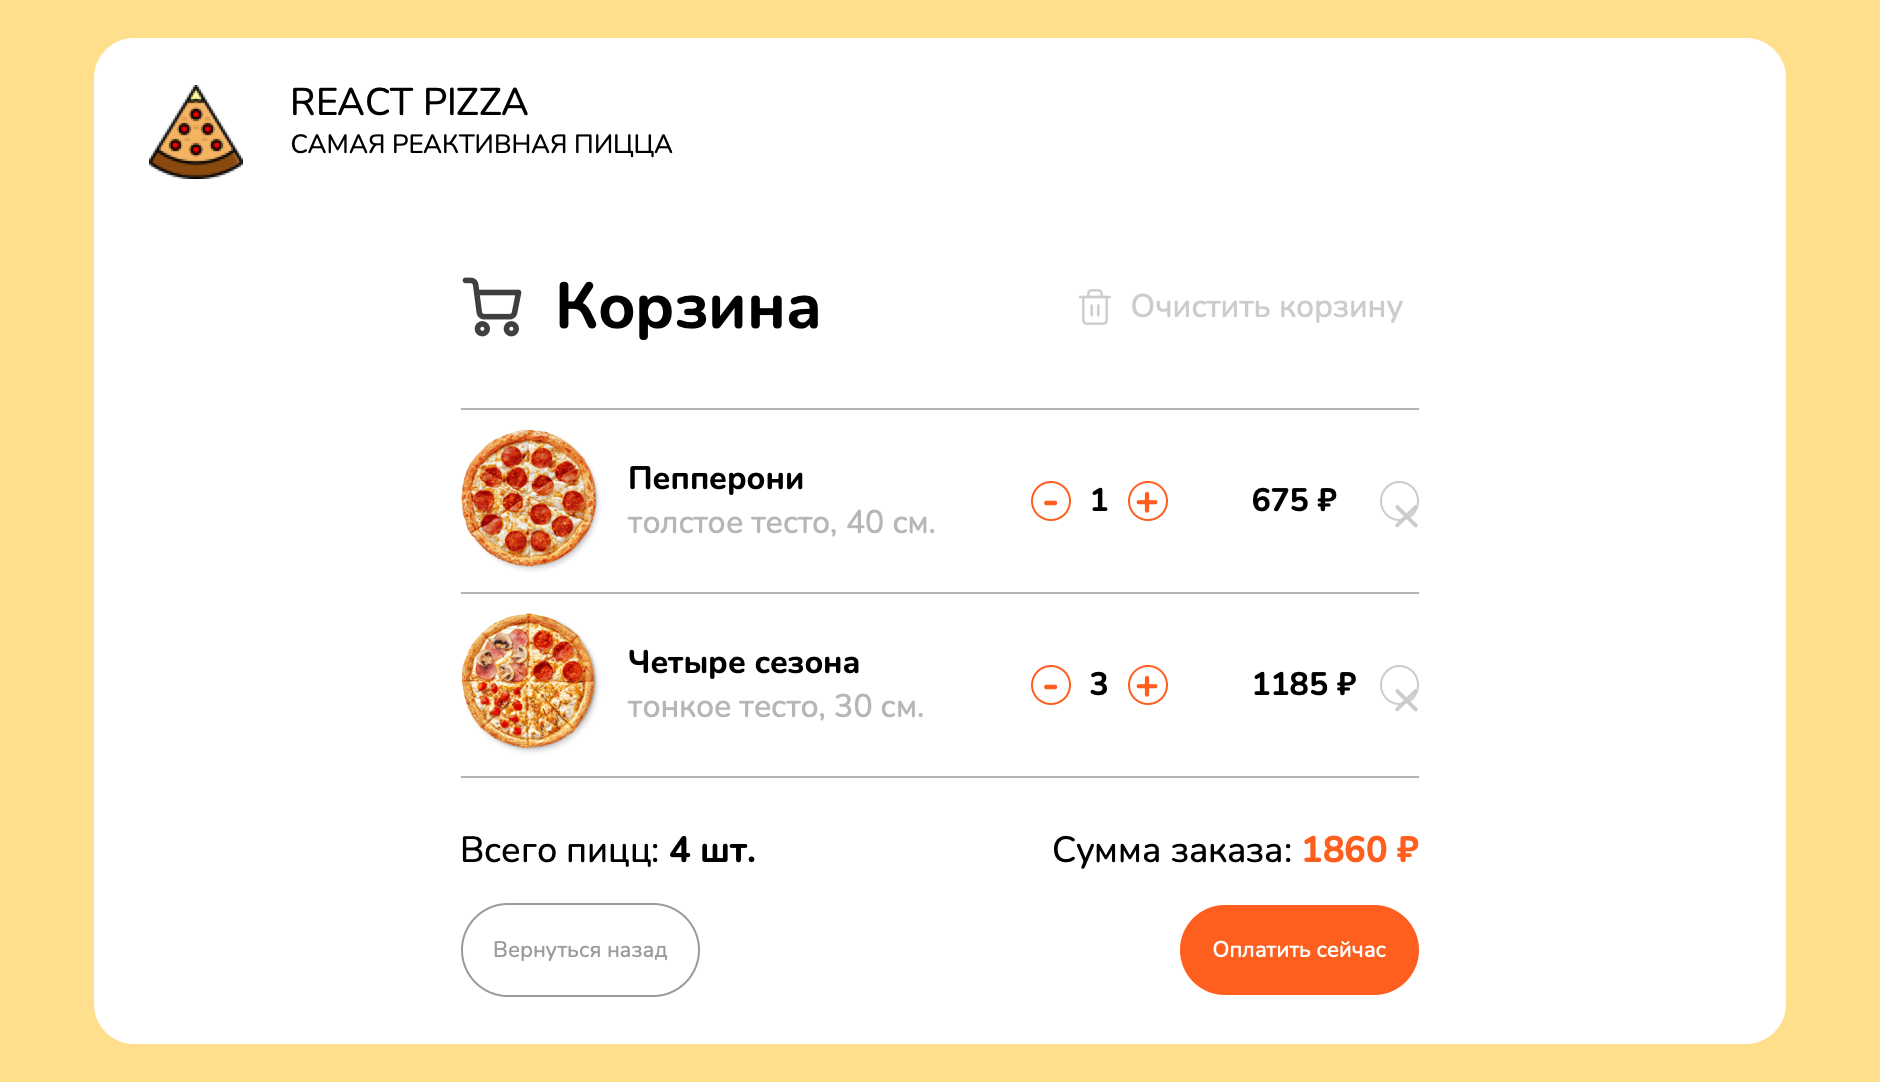 REACT PIZZA
САМАЯ РЕАКТИВНАЯ ПИЦЦА
Корзина
Очистить корзину
Пепперони
толстое тесто, 40 см.
- 1 + 675 ₽
Четыре сезона
тонкое тесто, 30 см.
- 3 + 1185 ₽
Всего пицц: 4 шт.
Сумма заказа: 1860 ₽
Вернуться назад
Оплатить сейчас